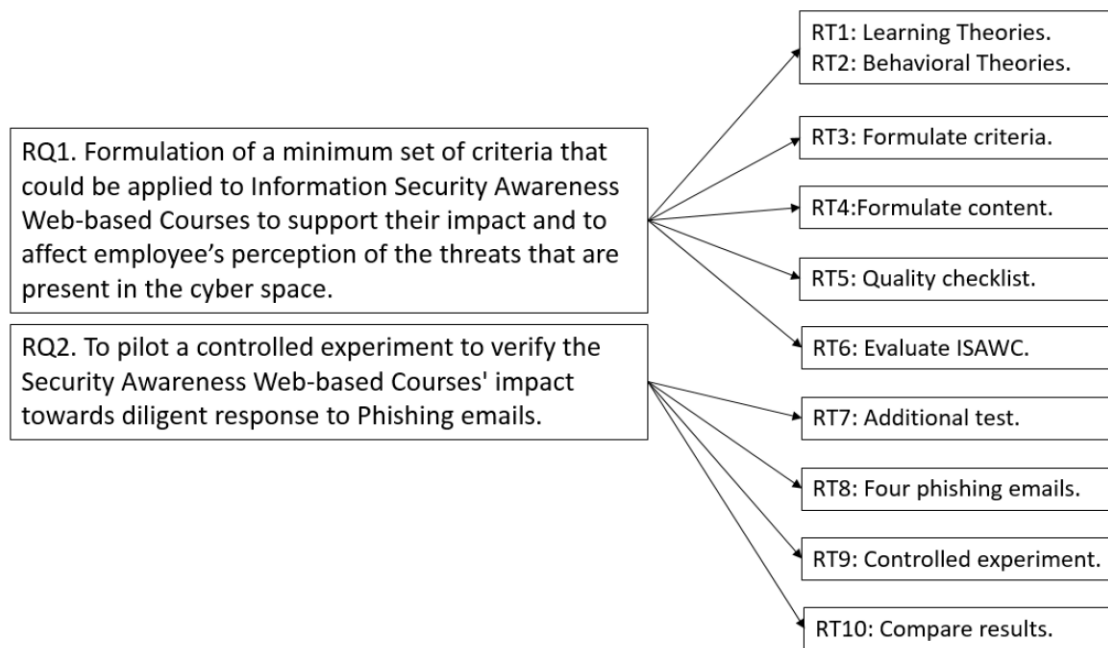 RQ1. Formulation of a minimum set of criteria that
could be applied to Information Security Awareness
Web-based Courses to support their impact and to
affect employee's perception of the threats that are
present in the cyber space.
RQ2. To pilot a controlled experiment to verify the
Security Awareness Web-based Courses' impact
towards diligent response to Phishing emails.
RT1: Learning Theories.
RT2: Behavioral Theories.
RT3: Formulate criteria.
RT4:Formulate content.
RT5: Quality checklist.
RT6: Evaluate ISAWC.
RT7: Additional test.
RT8: Four phishing emails.
RT9: Controlled experiment.
RT10: Compare results.